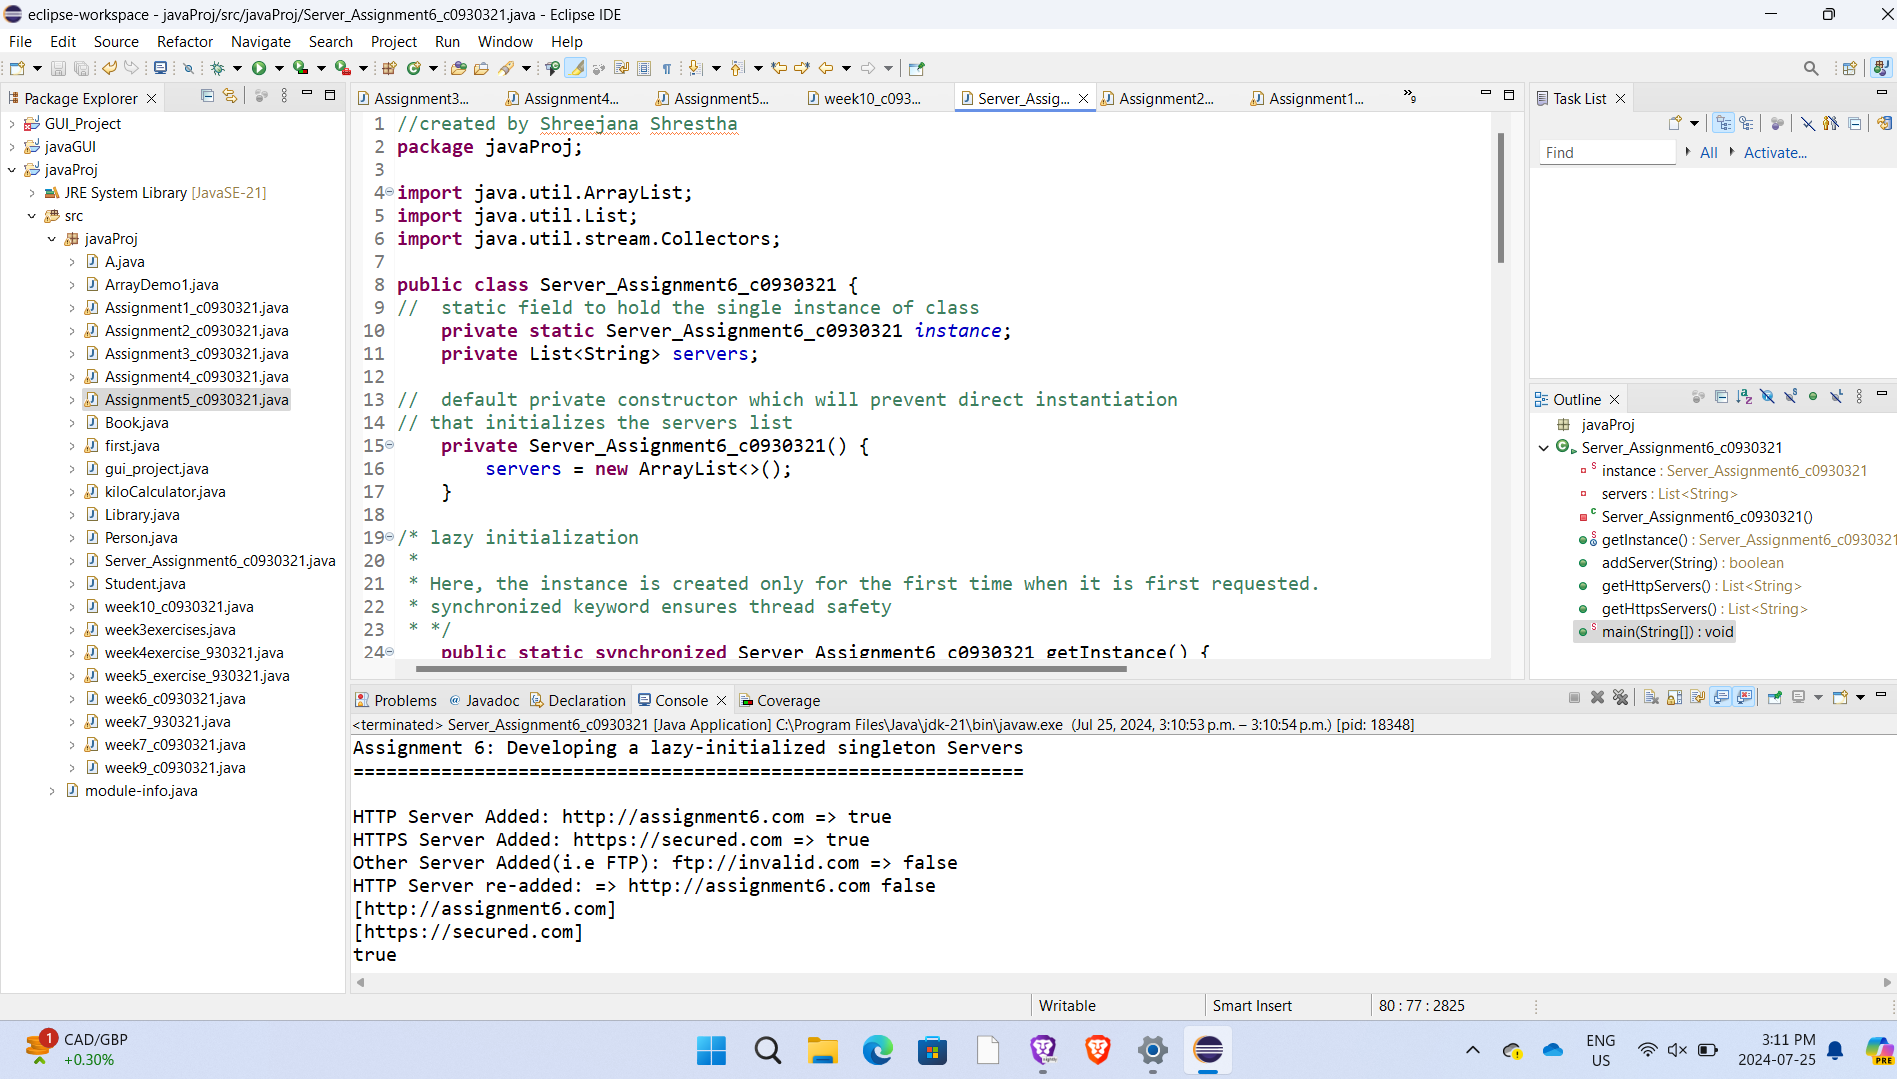 eclipse-workspace - javaProj/src/javaProj/Server_Assignment6_c0930321.java - Eclipse IDE
File Edit Source Refactor Navigate Search Project Run Window Help
Package Explorer
GUI_Project
javaGUI
javaProj
JRE System Library [JavaSE-21]
src
javaProj
A.java
ArrayDemo1.java
Assignment1_c0930321.java
Assignment2_c0930321.java
Assignment3_c0930321.java
Assignment4_c0930321.java
Assignment5_c0930321.java
Book.java
first.java
gui_project.java
kiloCalculator.java
Library.java
Person.java
Server_Assignment6_c0930321.java
Student.java
week10_c0930321.java
week3exercises.java
week4exercise_930321.java
week5_exercise_930321.java
week6_c0930321.java
week7_930321.java
week7_c0930321.java
week9_c0930321.java
module-info.java
Assignment3... Assignment4... Assignment5... week10_c093... Server_Assig... Assignment2... Assignment1... »9
1 //created by Shreejana Shrestha
2 package javaProj;
3
4 import java.util.ArrayList;
5 import java.util.List;
6 import java.util.stream.Collectors;
7
8 public class Server_Assignment6_c0930321 {
9 //  static field to hold the single instance of class
10     private static Server_Assignment6_c0930321 instance;
11     private List<String> servers;
12
13 //  default private constructor which will prevent direct instantiation
14 // that initializes the servers list
15     private Server_Assignment6_c0930321() {
16         servers = new ArrayList<>();
17     }
18
19 /* lazy initialization
20  *
21  * Here, the instance is created only for the first time when it is first requested.
22  * synchronized keyword ensures thread safety
23  * */
24     public static synchronized Server_Assignment6_c0930321 getInstance() {
Task List
Find All Activate...
Outline
javaProj
Server_Assignment6_c0930321
instance : Server_Assignment6_c0930321
servers : List<String>
Server_Assignment6_c0930321()
getInstance() : Server_Assignment6_c0930321
addServer(String) : boolean
getHttpServers() : List<String>
getHttpsServers() : List<String>
main(String[]) : void
Problems @ Javadoc Declaration Console Coverage
<terminated> Server_Assignment6_c0930321 [Java Application] C:\Program Files\Java\jdk-21\bin\javaw.exe (Jul 25, 2024, 3:10:53 p.m. – 3:10:54 p.m.) [pid: 18348]
Assignment 6: Developing a lazy-initialized singleton Servers
=============================================================
HTTP Server Added: http://assignment6.com => true
HTTPS Server Added: https://secured.com => true
Other Server Added(i.e FTP): ftp://invalid.com => false
HTTP Server re-added: => http://assignment6.com false
[http://assignment6.com]
[https://secured.com]
true
Writable Smart Insert 80 : 77 : 2825
1 CAD/GBP
+0.30%
ENG
US
3:11 PM
2024-07-25
PRE